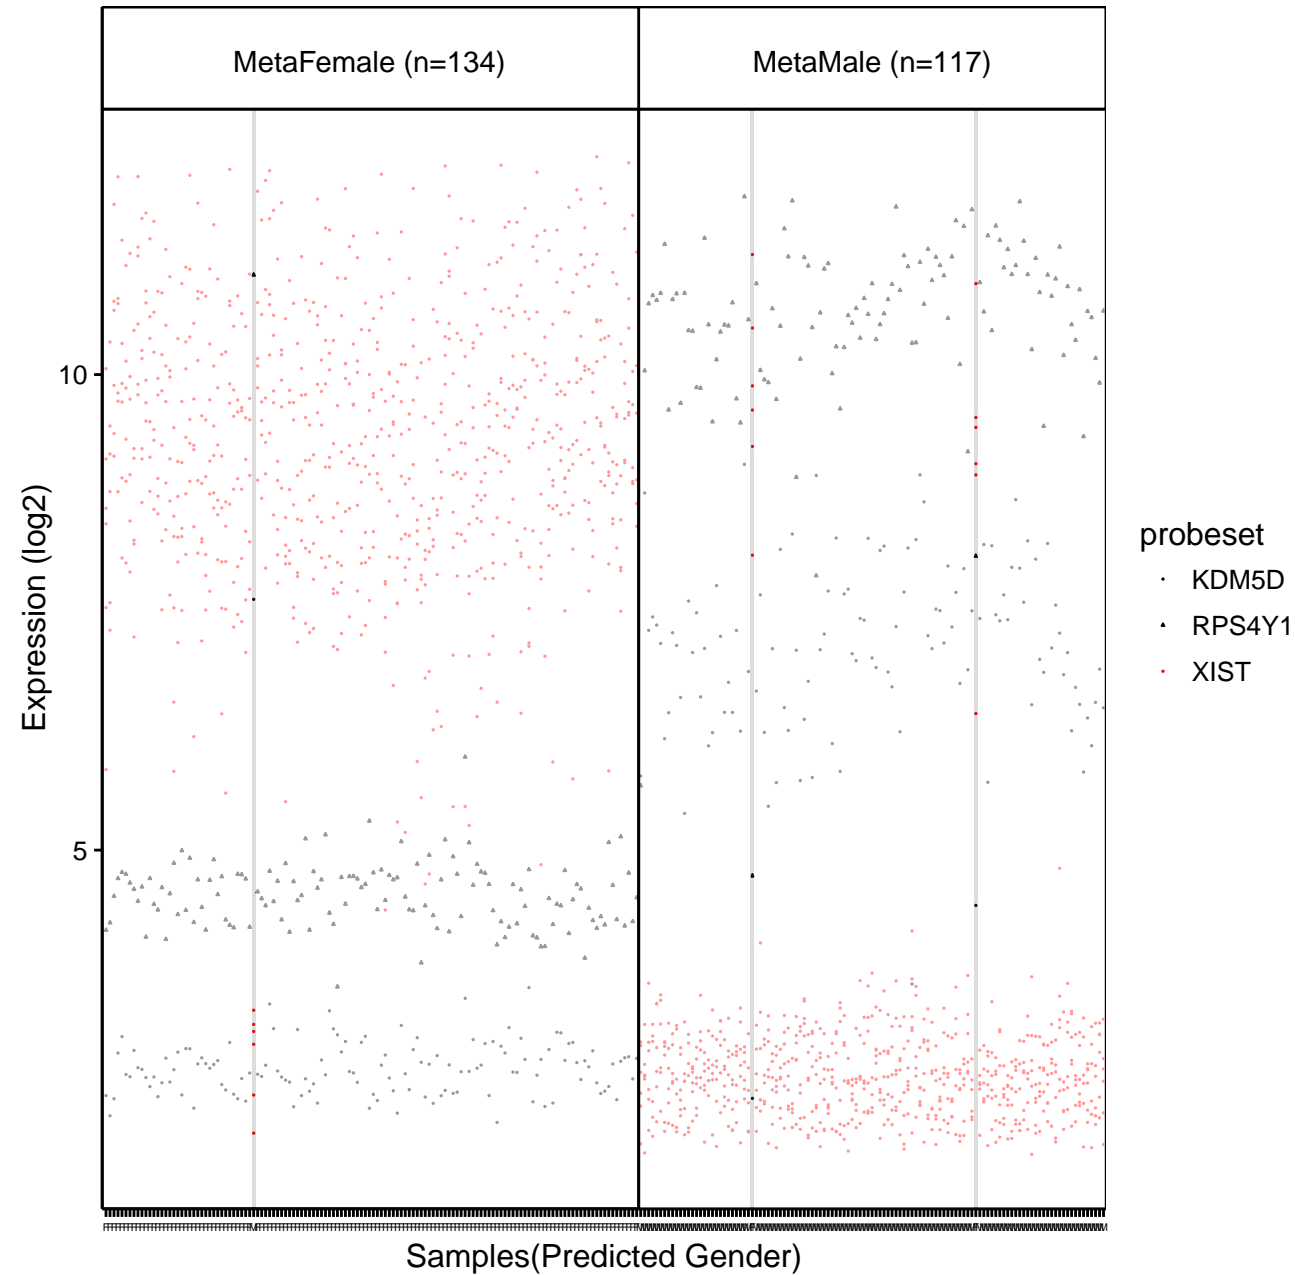 MetaFemale (n=134)
MetaMale (n=117)
10
5
Expression (log2)
Samples(Predicted Gender)
probeset
KDM5D
RPS4Y1
XIST